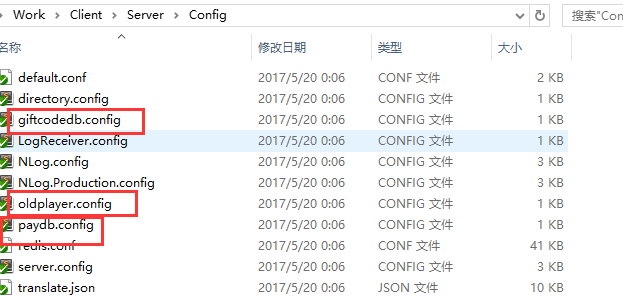 Work > Client > Server > Config 搜索"Con
名称 修改日期 类型 大小
default.conf 2017/5/20 0:06 CONF 文件 2 KB
directory.config 2017/5/20 0:06 CONFIG 文件 1 KB
giftcodedb.config 2017/5/20 0:06 CONFIG 文件 1 KB
LogReceiver.config 2017/5/20 0:06 CONFIG 文件 1 KB
NLog.config 2017/5/20 0:06 CONFIG 文件 3 KB
NLog.Production.config 2017/5/20 0:06 CONFIG 文件 3 KB
oldplayer.config 2017/5/20 0:06 CONFIG 文件 1 KB
paydb.config 2017/5/20 0:06 CONFIG 文件 1 KB
redis.conf 2017/5/20 0:06 CONF 文件 41 KB
server.config 2017/5/20 0:06 CONFIG 文件 3 KB
translate.json 2017/5/20 0:06 JSON 文件 10 KB